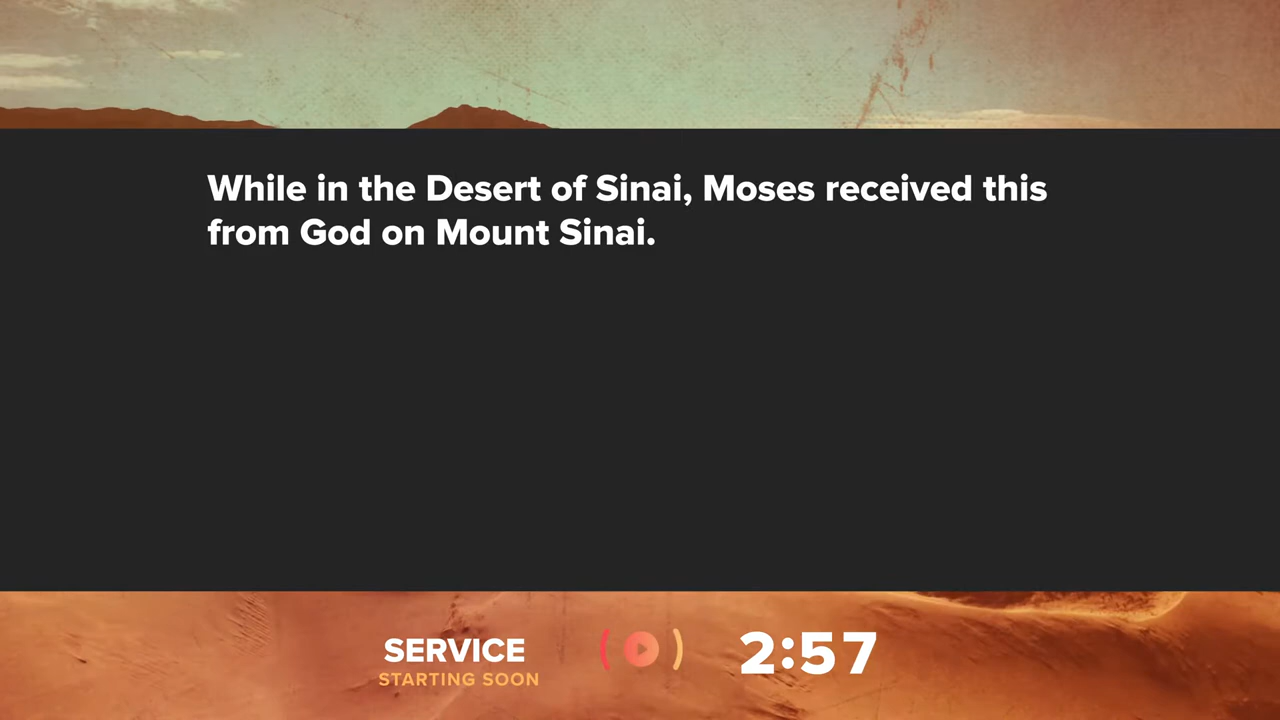 While in the Desert of Sinai, Moses received this
from God on Mount Sinai.
SERVICE
STARTING SOON
2:57